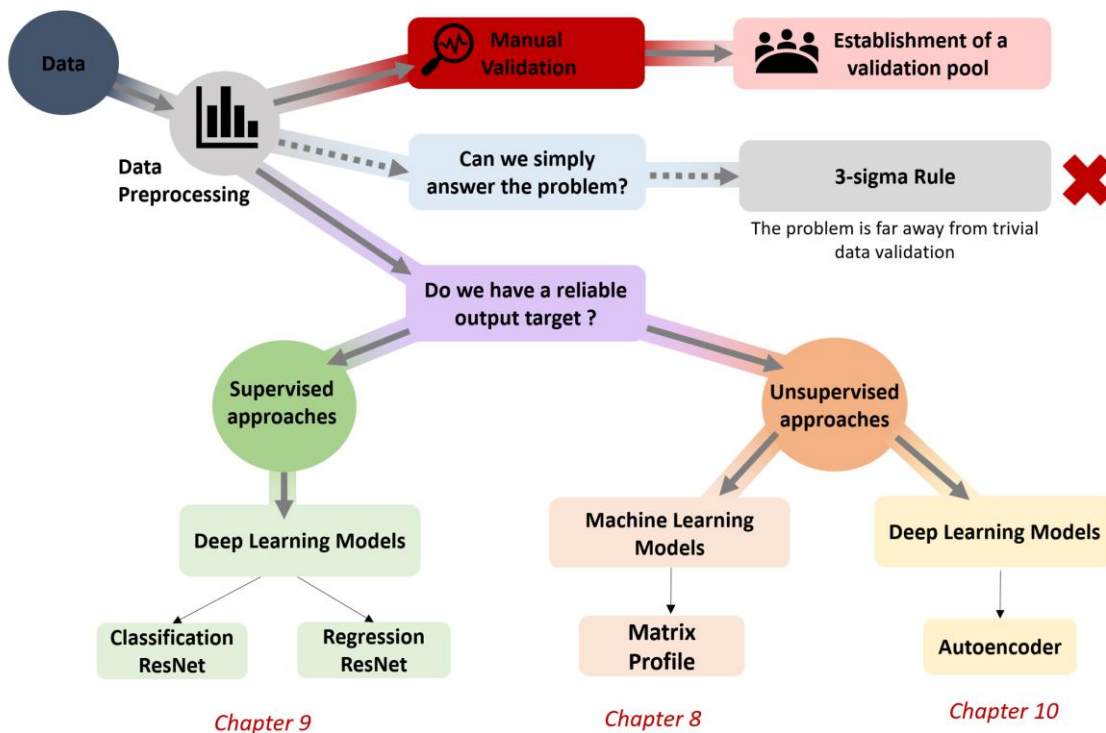 Data
Manual
Validation
Establishment of a
validation pool
Data
Preprocessing
Can we simply
answer the problem?
3-sigma Rule
The problem is far away from trivial
data validation
Do we have a reliable
output target ?
Supervised
approaches
Unsupervised
approaches
Deep Learning Models
Machine Learning
Models
Deep Learning Models
Classification
ResNet
Regression
ResNet
Matrix
Profile
Autoencoder
Chapter 9
Chapter 8
Chapter 10